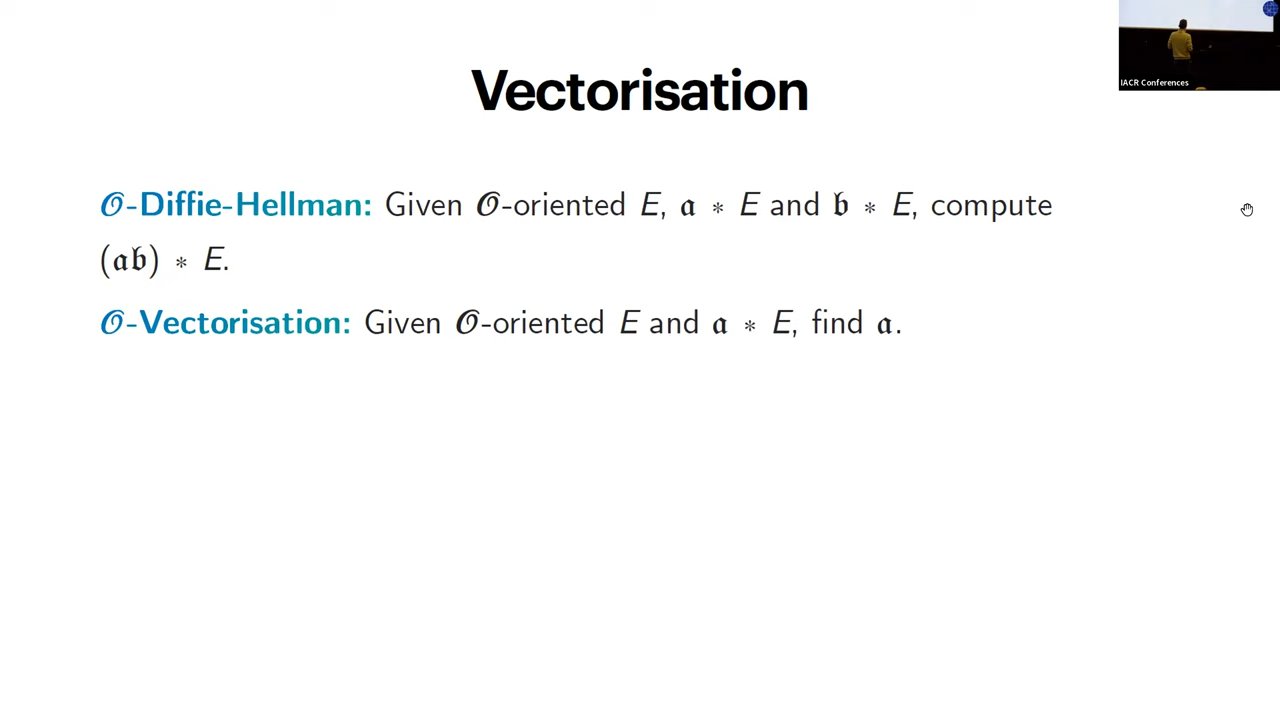 IACR Conferences
Vectorisation
𝒪-Diffie-Hellman: Given 𝒪-oriented E, 𝔞 * E and 𝔟 * E, compute
(𝔞𝔟) * E.
𝒪-Vectorisation: Given 𝒪-oriented E and 𝔞 * E, find 𝔞.